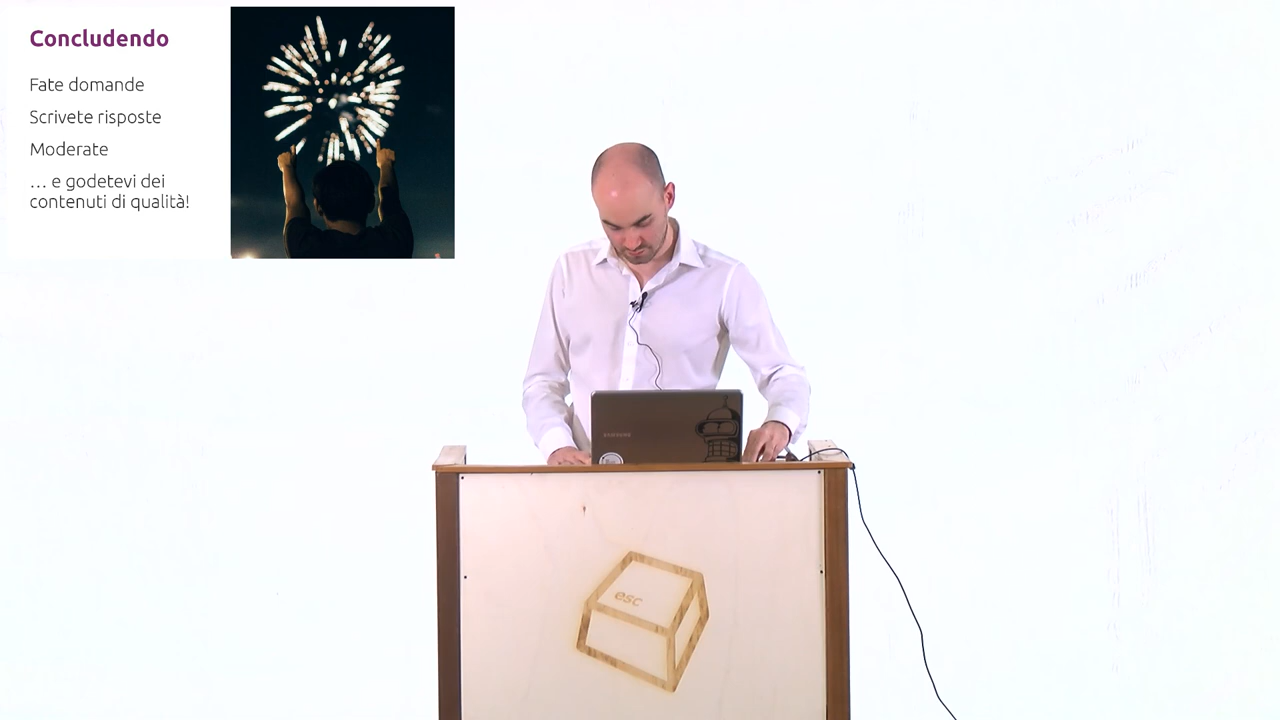 Concludendo
Fate domande
Scrivete risposte
Moderate
… e godetevi dei
contenuti di qualità!
SAMSUNG
esc